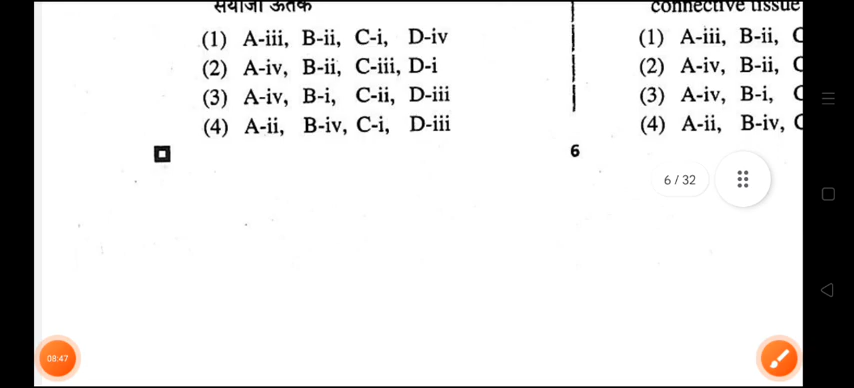 संयोजी ऊतक
(1) A-iii, B-ii, C-i, D-iv
(2) A-iv, B-ii, C-iii, D-i
(3) A-iv, B-i, C-ii, D-iii
(4) A-ii, B-iv, C-i, D-iii
connective tissue
(1) A-iii, B-ii, C
(2) A-iv, B-ii, C
(3) A-iv, B-i, C
(4) A-ii, B-iv, C
6
6 / 32
08:47